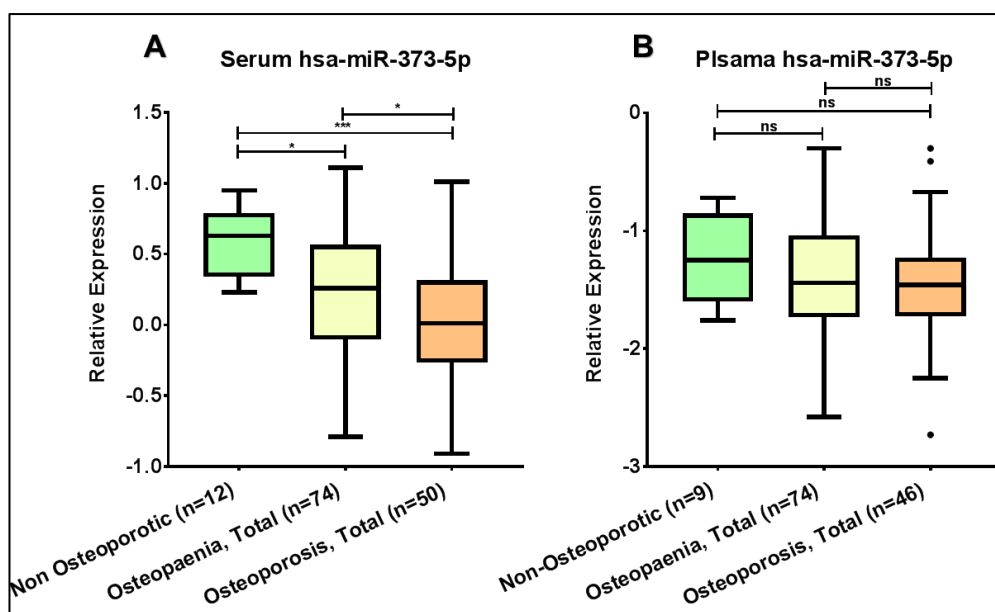 A
Serum hsa-miR-373-5p
*
***
*
Relative Expression
1.5
1.0
0.5
0.0
-0.5
-1.0
Non Osteoporotic (n=12)
Osteopaenia, Total (n=74)
Osteoporosis, Total (n=50)
B
Plsama hsa-miR-373-5p
ns
ns
ns
Relative Expression
0
-1
-2
-3
Non-Osteoporotic (n=9)
Osteopaenia, Total (n=74)
Osteoporosis, Total (n=46)